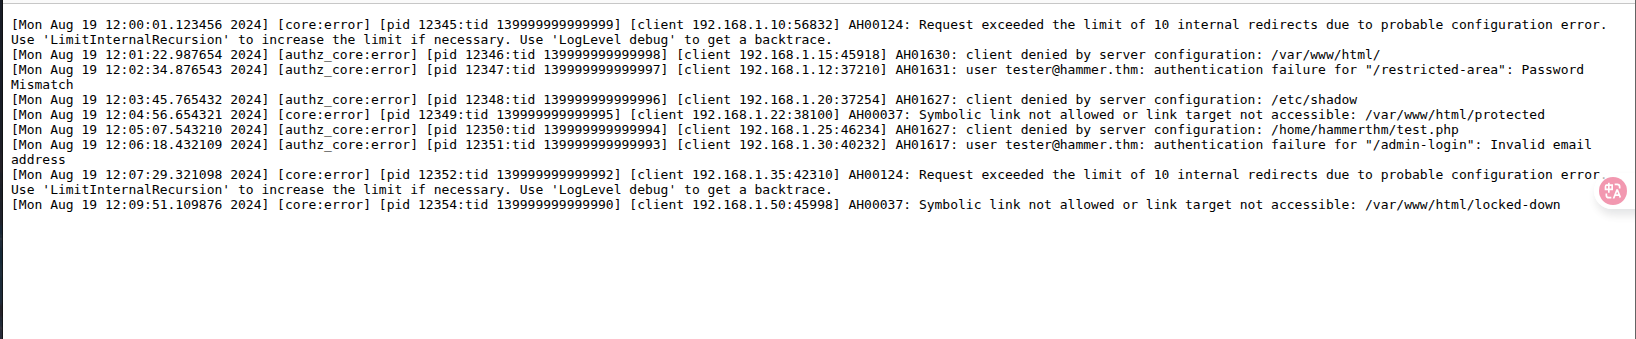 [Mon Aug 19 12:00:01.123456 2024] [core:error] [pid 12345:tid 139999999999999] [client 192.168.1.10:56832] AH00124: Request exceeded the limit of 10 internal redirects due to probable configuration error.
Use 'LimitInternalRecursion' to increase the limit if necessary. Use 'LogLevel debug' to get a backtrace.
[Mon Aug 19 12:01:22.987654 2024] [authz_core:error] [pid 12346:tid 139999999999998] [client 192.168.1.15:45918] AH01630: client denied by server configuration: /var/www/html/
[Mon Aug 19 12:02:34.876543 2024] [authz_core:error] [pid 12347:tid 139999999999997] [client 192.168.1.12:37210] AH01631: user tester@hammer.thm: authentication failure for "/restricted-area": Password
Mismatch
[Mon Aug 19 12:03:45.765432 2024] [authz_core:error] [pid 12348:tid 139999999999996] [client 192.168.1.20:37254] AH01627: client denied by server configuration: /etc/shadow
[Mon Aug 19 12:04:56.654321 2024] [core:error] [pid 12349:tid 139999999999995] [client 192.168.1.22:38100] AH00037: Symbolic link not allowed or link target not accessible: /var/www/html/protected
[Mon Aug 19 12:05:07.543210 2024] [authz_core:error] [pid 12350:tid 139999999999994] [client 192.168.1.25:46234] AH01627: client denied by server configuration: /home/hammerthm/test.php
[Mon Aug 19 12:06:18.432109 2024] [authz_core:error] [pid 12351:tid 139999999999993] [client 192.168.1.30:40232] AH01617: user tester@hammer.thm: authentication failure for "/admin-login": Invalid email
address
[Mon Aug 19 12:07:29.321098 2024] [core:error] [pid 12352:tid 139999999999992] [client 192.168.1.35:42310] AH00124: Request exceeded the limit of 10 internal redirects due to probable configuration error.
Use 'LimitInternalRecursion' to increase the limit if necessary. Use 'LogLevel debug' to get a backtrace.
[Mon Aug 19 12:09:51.109876 2024] [core:error] [pid 12354:tid 139999999999990] [client 192.168.1.50:45998] AH00037: Symbolic link not allowed or link target not accessible: /var/www/html/locked-down
中A